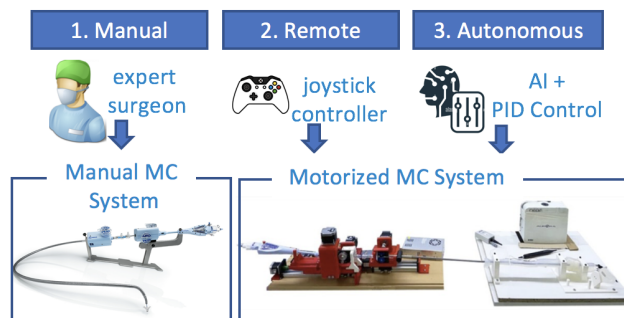 1. Manual
2. Remote
3. Autonomous
expert
surgeon
joystick
controller
AI +
PID Control
Manual MC
System
Motorized MC System